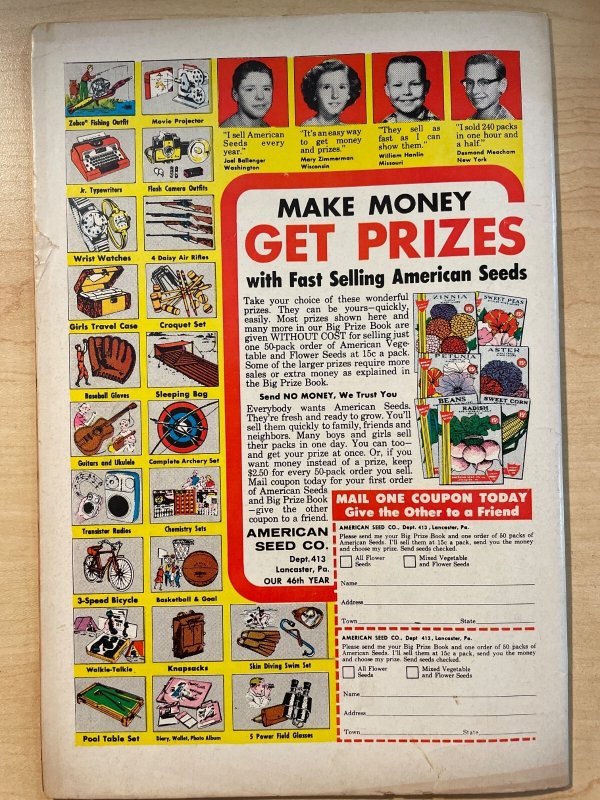 Zebco® Fishing Outfit
Movie Projector
Jr. Typewriters
Flash Camera Outfits
Wrist Watches
4 Daisy Air Rifles
Girls Travel Case
Croquet Set
Baseball Gloves
Sleeping Bag
Guitars and Ukulele
Complete Archery Set
Transistor Radios
Chemistry Sets
3-Speed Bicycle
Basketball & Goal
Walkie-Talkie
Knapsacks
Skin Diving Swim Set
Pool Table Set
Diary, Wallet, Photo Album
5 Power Field Glasses
"I sell American
Seeds every
year."
Joel Ballenger
Washington
"It's an easy way
to get money
and prizes."
Mary Zimmerman
Wisconsin
"They sell as
fast as I can
show them."
William Hanlin
Missouri
"I sold 240 packs
in one hour and
a half."
Desmond Meacham
New York
MAKE MONEY
GET PRIZES
with Fast Selling American Seeds
Take your choice of these wonderful
prizes. They can be yours—quickly,
easily. Most prizes shown here and
many more in our Big Prize Book are
given WITHOUT COST for selling just
one 50-pack order of American Vege-
table and Flower Seeds at 15c a pack.
Some of the larger prizes require more
sales or extra money as explained in
the Big Prize Book.
Send NO MONEY, We Trust You
Everybody wants American Seeds.
They're fresh and ready to grow. You'll
sell them quickly to family, friends and
neighbors. Many boys and girls sell
their packs in one day. You can too—
and get your prize at once. Or, if you
want money instead of a prize, keep
$2.50 for every 50-pack order you sell.
Mail coupon today for your first order
of American Seeds
and Big Prize Book
—give the other
coupon to a friend.
AMERICAN
SEED CO.
Dept. 413
Lancaster, Pa.
OUR 46th YEAR
ZINNIA
SWEET PEAS
PETUNIA
ASTER
BEANS
SWEET CORN
RADISH
MAIL ONE COUPON TODAY
Give the Other to a Friend
AMERICAN SEED CO., Dept. 413, Lancaster, Pa.
Please send me your Big Prize Book and one order of 50 packs of
American Seeds. I'll sell them at 15c a pack, send you the money
and choose my prize. Send seeds checked.
All Flower
Seeds
Mixed Vegetable
and Flower Seeds
Name
Address
Town State
AMERICAN SEED CO., Dept 413, Lancaster, Pa.
Please send me your Big Prize Book and one order of 50 packs of
American Seeds. I'll sell them at 15c a pack, send you the money
and choose my prize. Send seeds checked.
All Flower
Seeds
Mixed Vegetable
and Flower Seeds
Name
Address
Town State